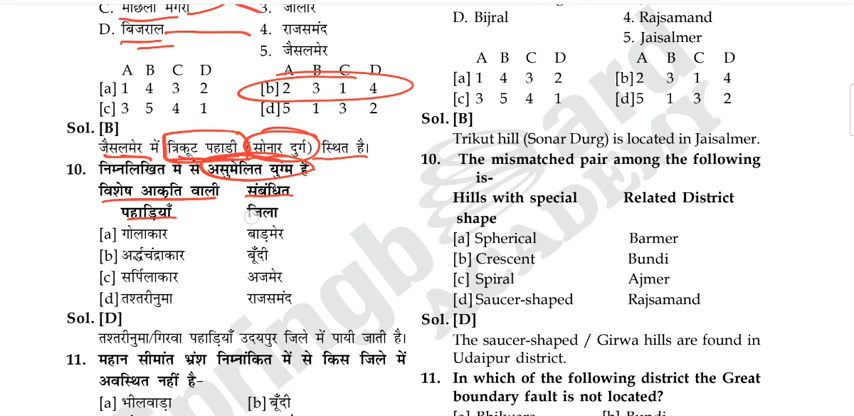 C. माछला मगरा 3. जालोर
D. बिजराल 4. राजसमंद
5. जैसलमेर
A B C D A B C D
[a] 1 4 3 2 [b] 2 3 1 4
[c] 3 5 4 1 [d] 5 1 3 2
Sol. [B]
जैसलमेर में त्रिकूट पहाड़ी (सोनार दुर्ग) स्थित है।
10. निम्नलिखित में से असुमेलित युग्म है-
विशेष आकृति वाली संबंधित
पहाड़ियाँ जिला
[a] गोलाकार बाड़मेर
[b] अर्द्धचंद्राकार बूँदी
[c] सर्पिलाकार अजमेर
[d] तश्तरीनुमा राजसमंद
Sol. [D]
तश्तरीनुमा/गिरवा पहाड़ियाँ उदयपुर जिले में पायी जाती है।
11. महान सीमांत भ्रंश निम्नांकित में से किस जिले में
अवस्थित नहीं है-
[a] भीलवाड़ा [b] बूँदी
D. Bijral 4. Rajsamand
5. Jaisalmer
A B C D A B C D
[a] 1 4 3 2 [b] 2 3 1 4
[c] 3 5 4 1 [d] 5 1 3 2
Sol. [B]
Trikut hill (Sonar Durg) is located in Jaisalmer.
10. The mismatched pair among the following
is-
Hills with special Related District
shape
[a] Spherical Barmer
[b] Crescent Bundi
[c] Spiral Ajmer
[d] Saucer-shaped Rajsamand
Sol. [D]
The saucer-shaped / Girwa hills are found in
Udaipur district.
11. In which of the following district the Great
boundary fault is not located?
[a] Bhilwara [b] Bundi
Springboard
ACADEMY